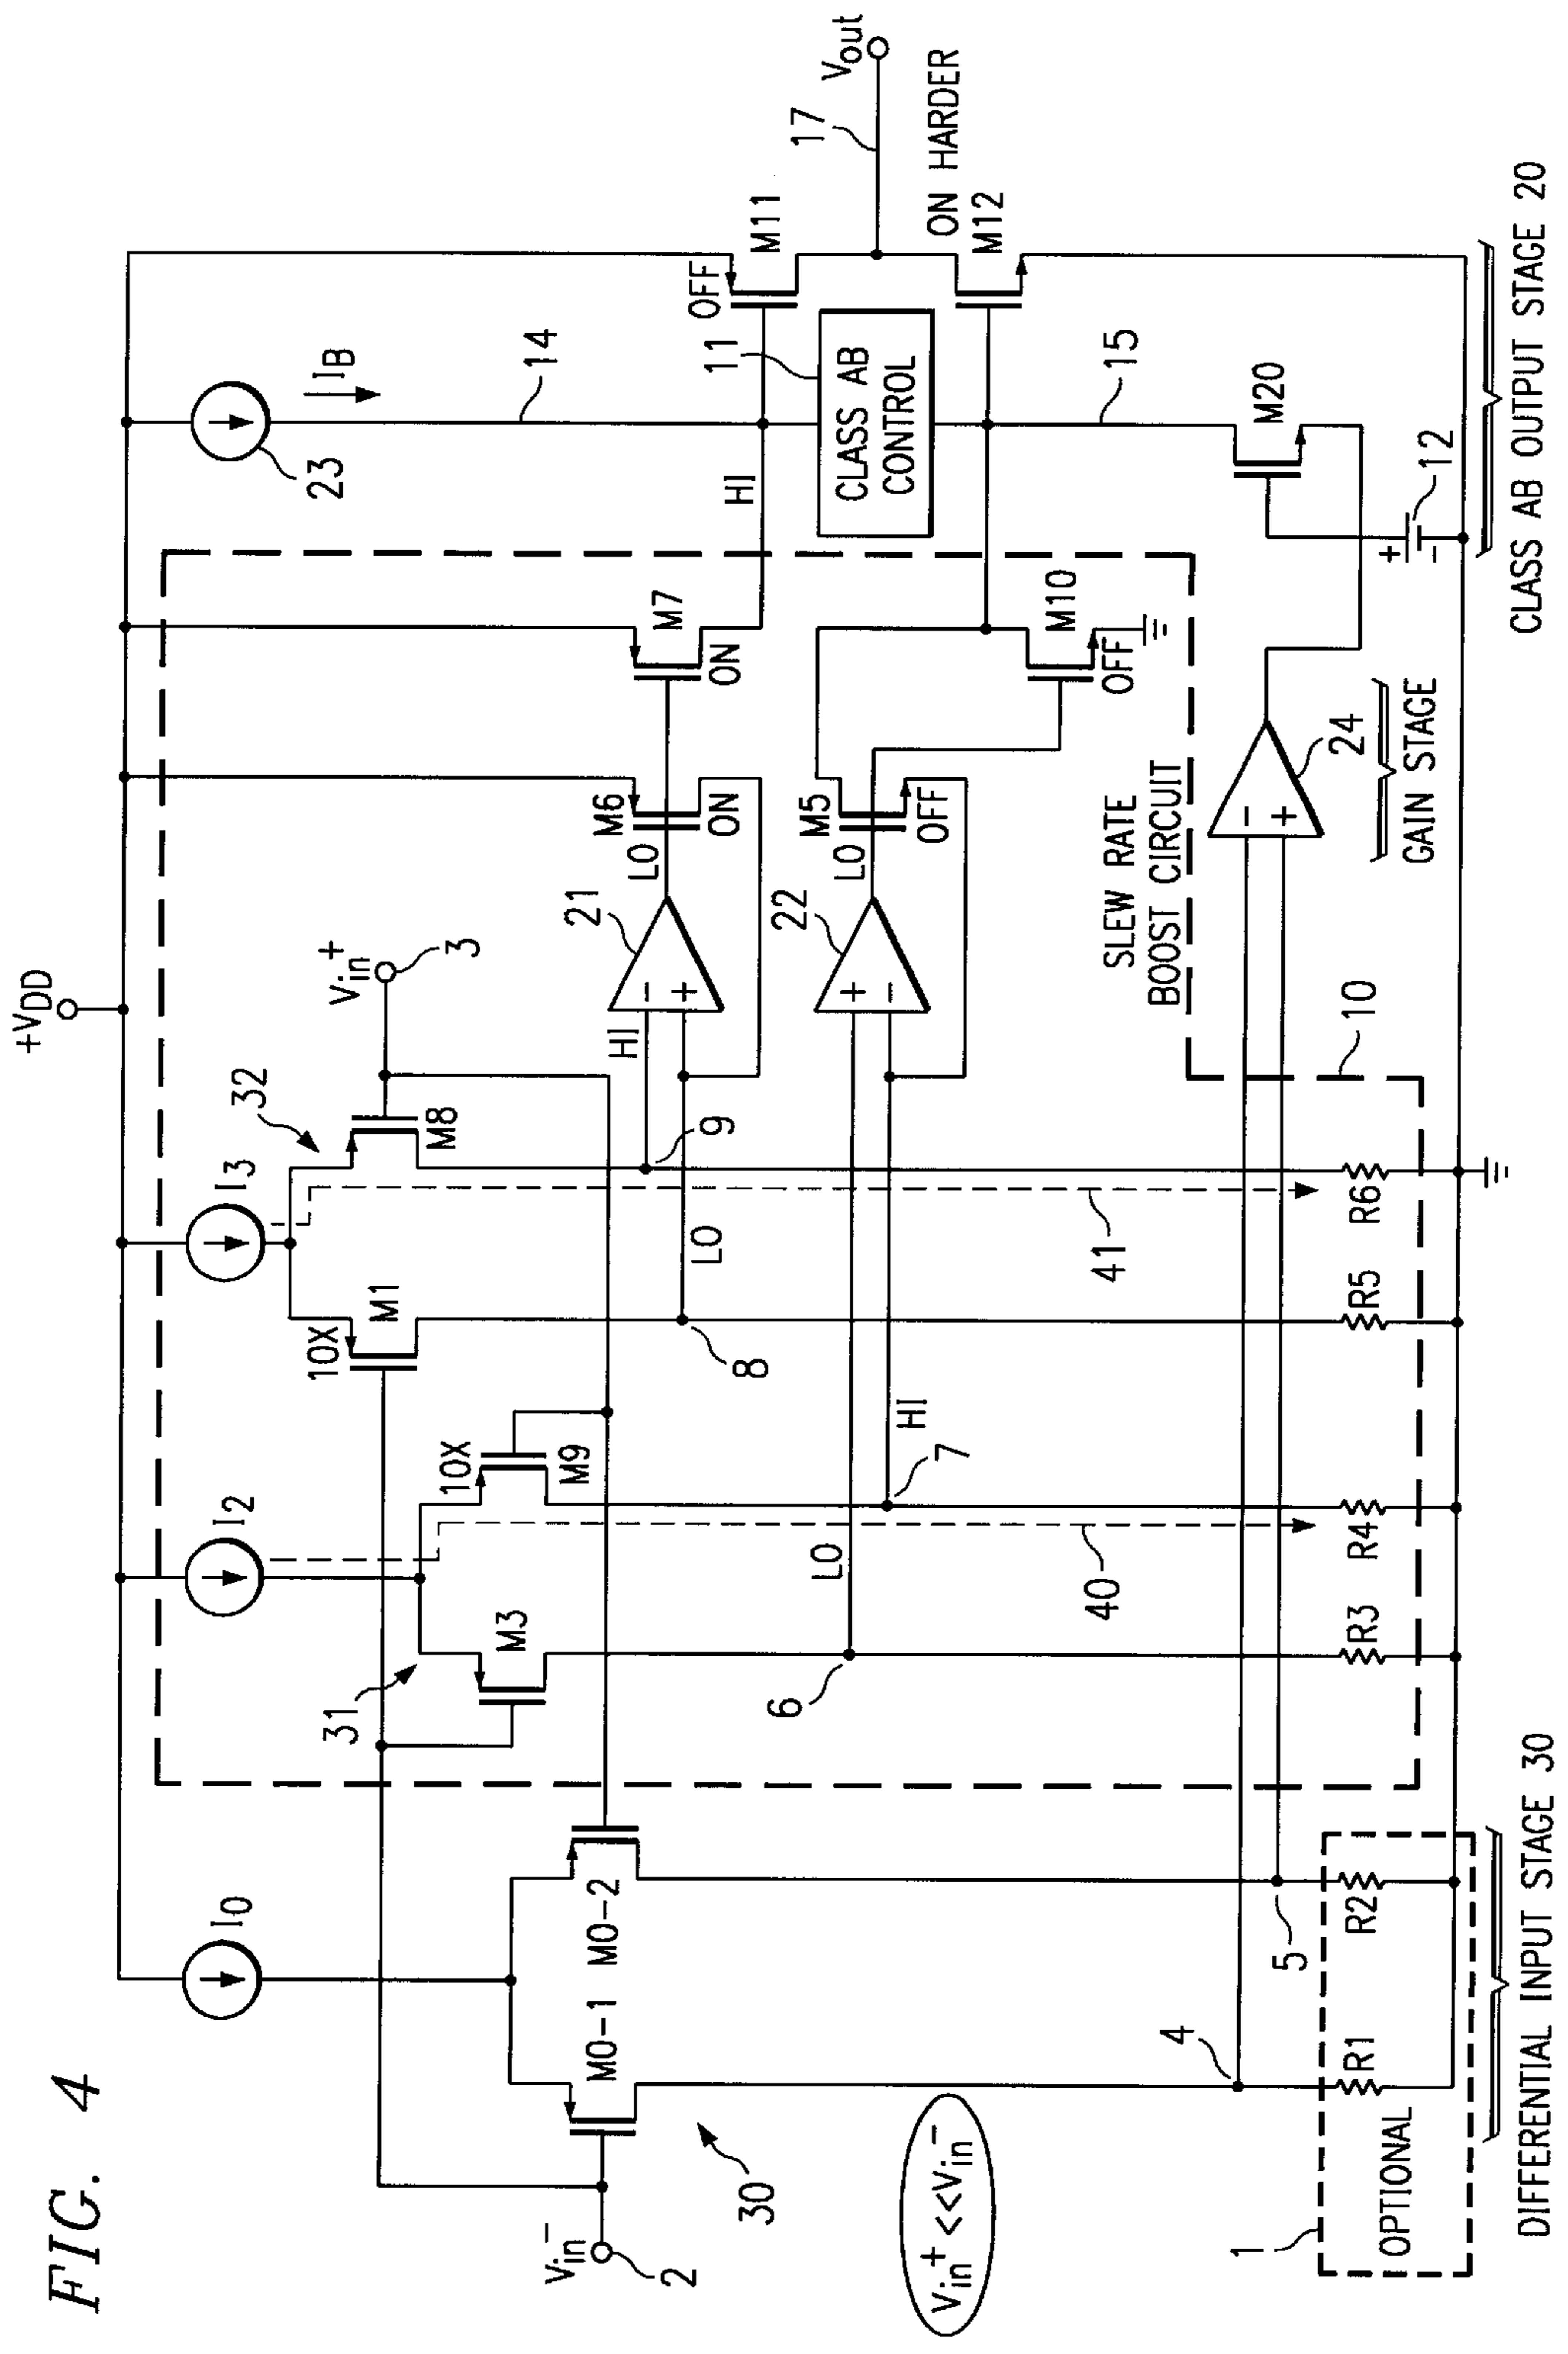 FIG. 4
+VDD
I0
I2
I3
32
Vin+
3
23
IB
14
10X
M1
M8
31
M3
10X
M9
Vin-
2
M0-1
M0-2
30
21
HI
LO
M6
ON
M7
ON
HI
OFF
M11
17
Vout
9
8
LO
11
CLASS AB
CONTROL
22
LO
M5
OFF
M10
OFF
ON HARDER
M12
6
LO
7
HI
15
Vin+ <<Vin-
40
41
SLEW RATE
BOOST CIRCUIT
M20
4
5
10
24
GAIN STAGE
12
+
-
-
+
+
-
-
+
1
OPTIONAL
R1
R2
R3
R4
R5
R6
DIFFERENTIAL INPUT STAGE 30
CLASS AB OUTPUT STAGE 20